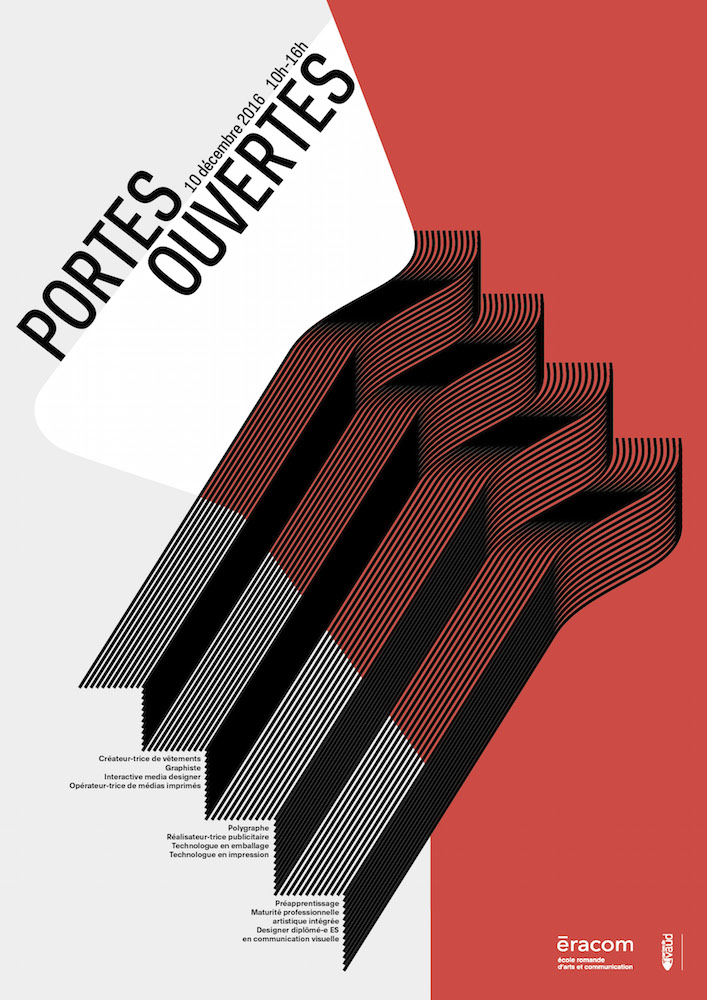 PORTES
10 décembre 2016 10h-16h
OUVERTES
Créateur-trice de vêtements
Graphiste
Interactive media designer
Opérateur-trice de médias imprimés
Polygraphe
Réalisateur-trice publicitaire
Technologue en emballage
Technologue en impression
Préapprentissage
Maturité professionnelle
artistique intégrée
Designer diplômé-e ES
en communication visuelle
ēracom
école romande
d'arts et communication
vaud